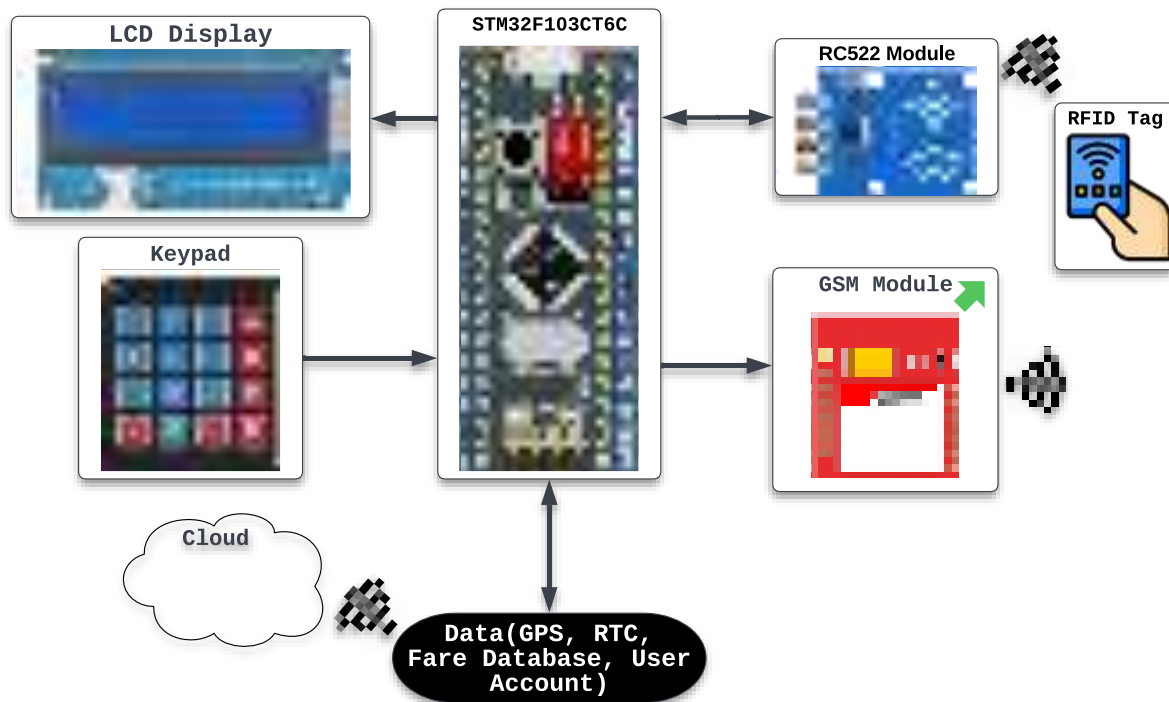 LCD Display
STM32F103CT6C
RC522 Module
RFID Tag
Keypad
GSM Module
Cloud
Data(GPS, RTC,
Fare Database, User
Account)